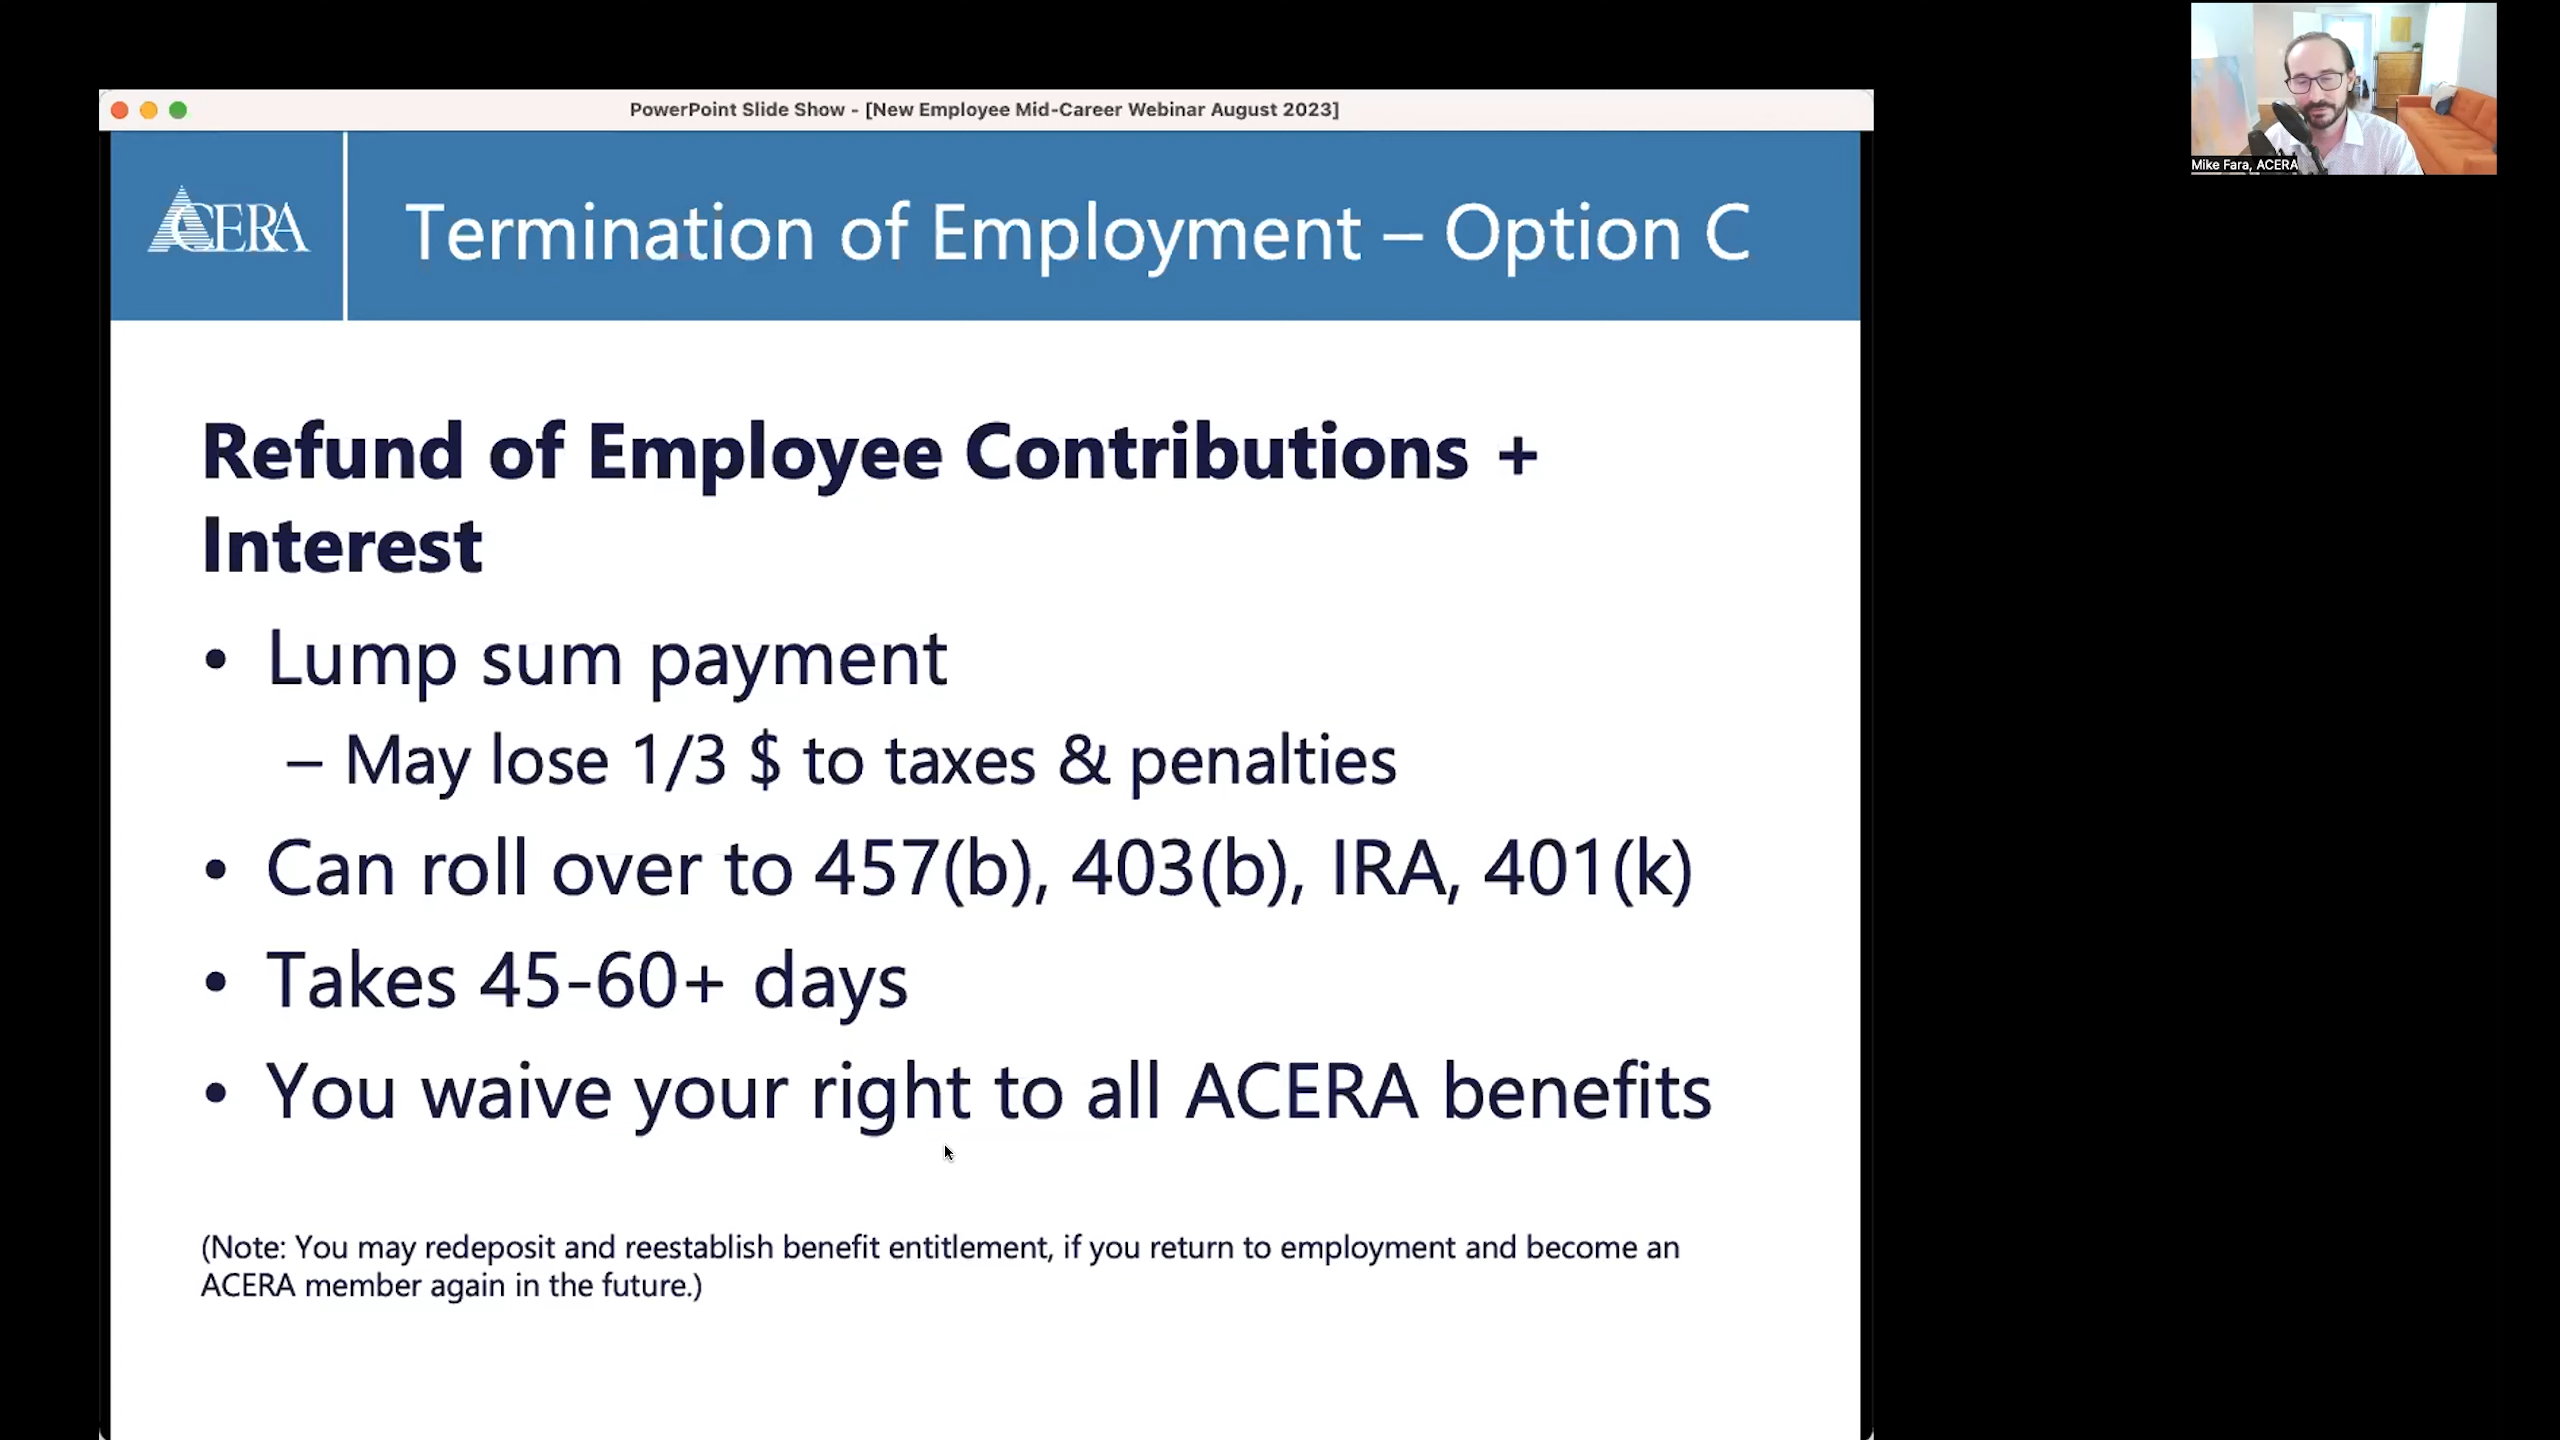 PowerPoint Slide Show - [New Employee Mid-Career Webinar August 2023]
Mike Fara, ACERA
ACERA
Termination of Employment – Option C
Refund of Employee Contributions +
Interest
• Lump sum payment
– May lose 1/3 $ to taxes & penalties
• Can roll over to 457(b), 403(b), IRA, 401(k)
• Takes 45-60+ days
• You waive your right to all ACERA benefits
(Note: You may redeposit and reestablish benefit entitlement, if you return to employment and become an
ACERA member again in the future.)